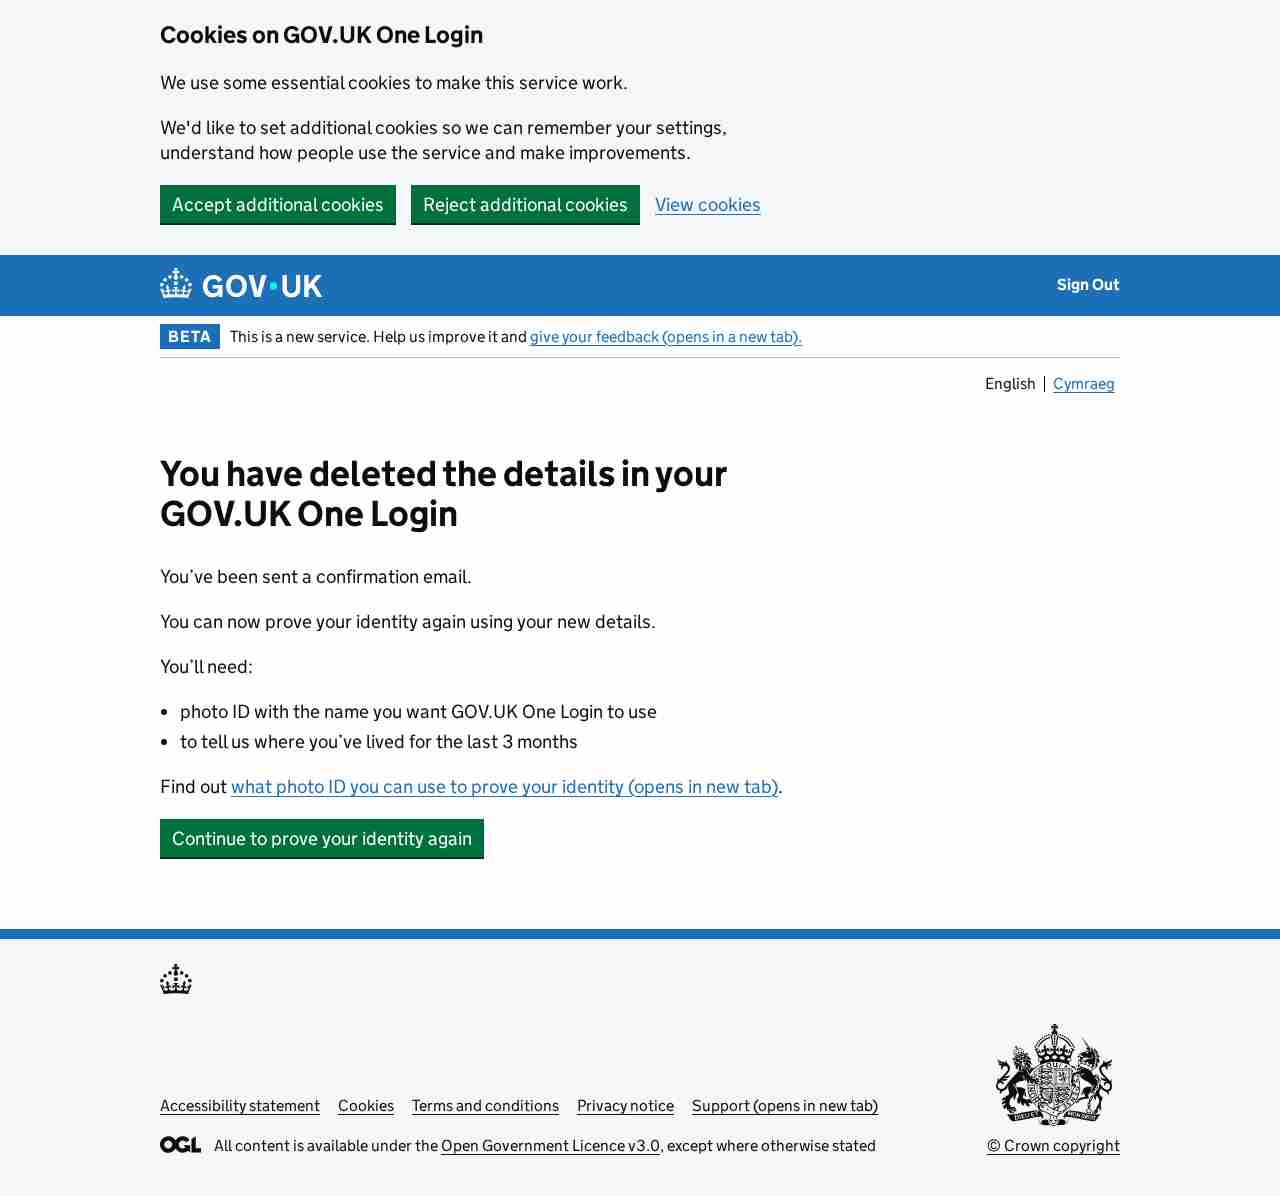 Cookies on GOV.UK One Login
We use some essential cookies to make this service work.
We'd like to set additional cookies so we can remember your settings,
understand how people use the service and make improvements.
Accept additional cookies Reject additional cookies View cookies
GOV·UK Sign Out
BETA This is a new service. Help us improve it and give your feedback (opens in a new tab).
English Cymraeg
You have deleted the details in your
GOV.UK One Login
You’ve been sent a confirmation email.
You can now prove your identity again using your new details.
You’ll need:
• photo ID with the name you want GOV.UK One Login to use
• to tell us where you’ve lived for the last 3 months
Find out what photo ID you can use to prove your identity (opens in new tab).
Continue to prove your identity again
Accessibility statement Cookies Terms and conditions Privacy notice Support (opens in new tab)
OGL All content is available under the Open Government Licence v3.0, except where otherwise stated © Crown copyright